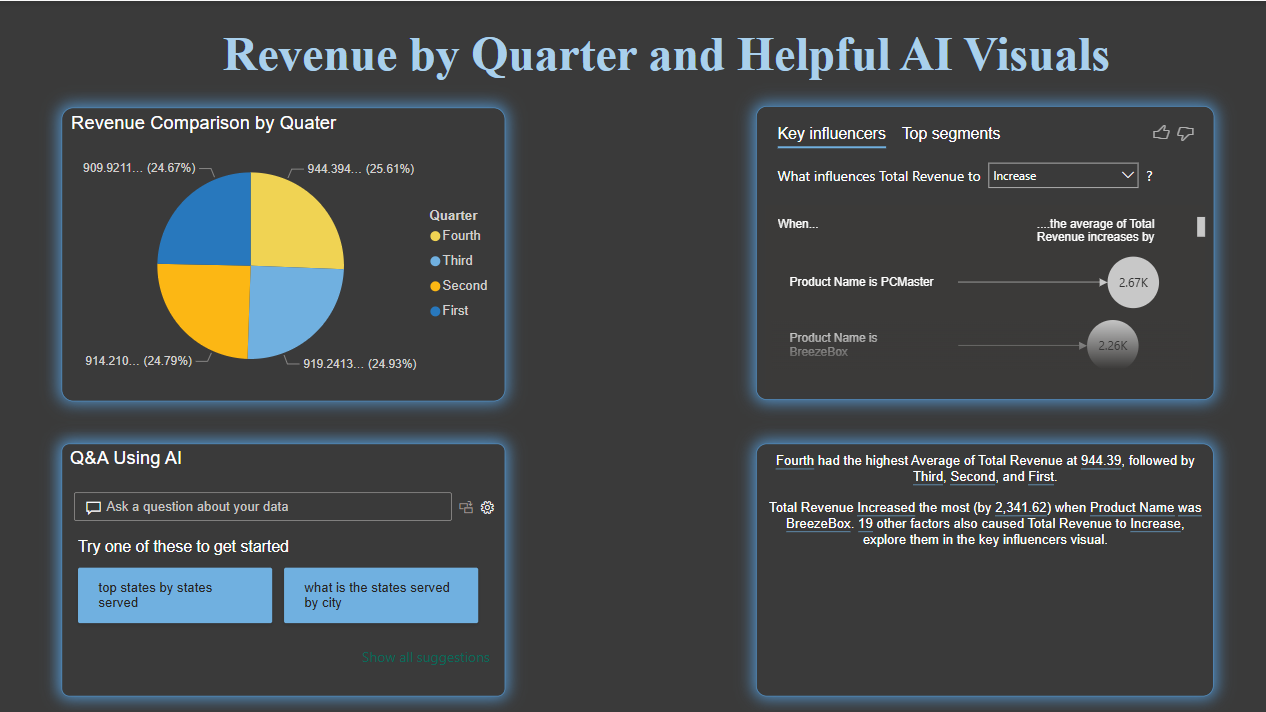 Revenue by Quarter and Helpful AI Visuals
Revenue Comparison by Quater
909.9211... (24.67%)
944.394... (25.61%)
914.210... (24.79%)
919.2413... (24.93%)
Quarter
Fourth
Third
Second
First
Key influencers
Top segments
What influences Total Revenue to
Increase
?
When...
....the average of Total
Revenue increases by
Product Name is PCMaster
2.67K
Product Name is
BreezeBox
2.26K
Q&A Using AI
Ask a question about your data
Try one of these to get started
top states by states
served
what is the states served
by city
Show all suggestions
Fourth had the highest Average of Total Revenue at 944.39, followed by
Third, Second, and First.
Total Revenue Increased the most (by 2,341.62) when Product Name was
BreezeBox. 19 other factors also caused Total Revenue to Increase,
explore them in the key influencers visual.